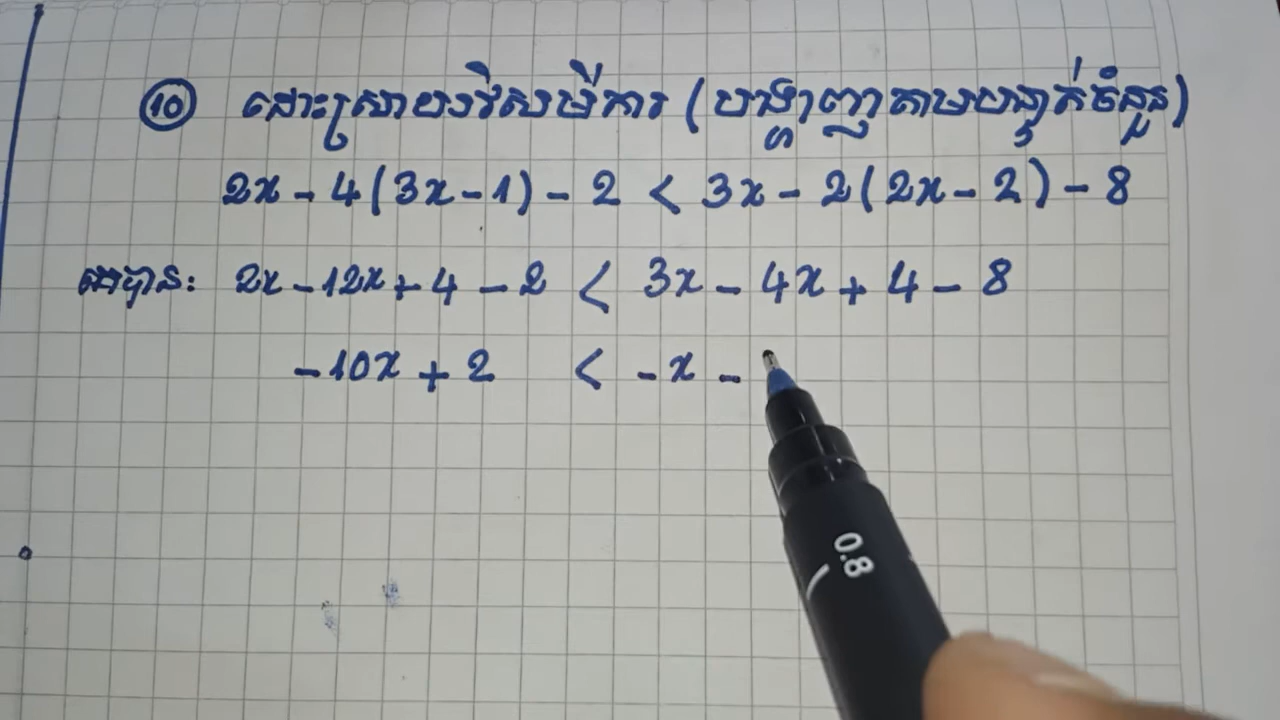 ⑩ ដោះស្រាយវិសមីការ (បង្ហាញតាមបន្ទាត់ចំនួន)
2x - 4(3x - 1) - 2 < 3x - 2(2x - 2) - 8
គេបាន: 2x - 12x + 4 - 2 < 3x - 4x + 4 - 8
-10x + 2 < -x -
0.8